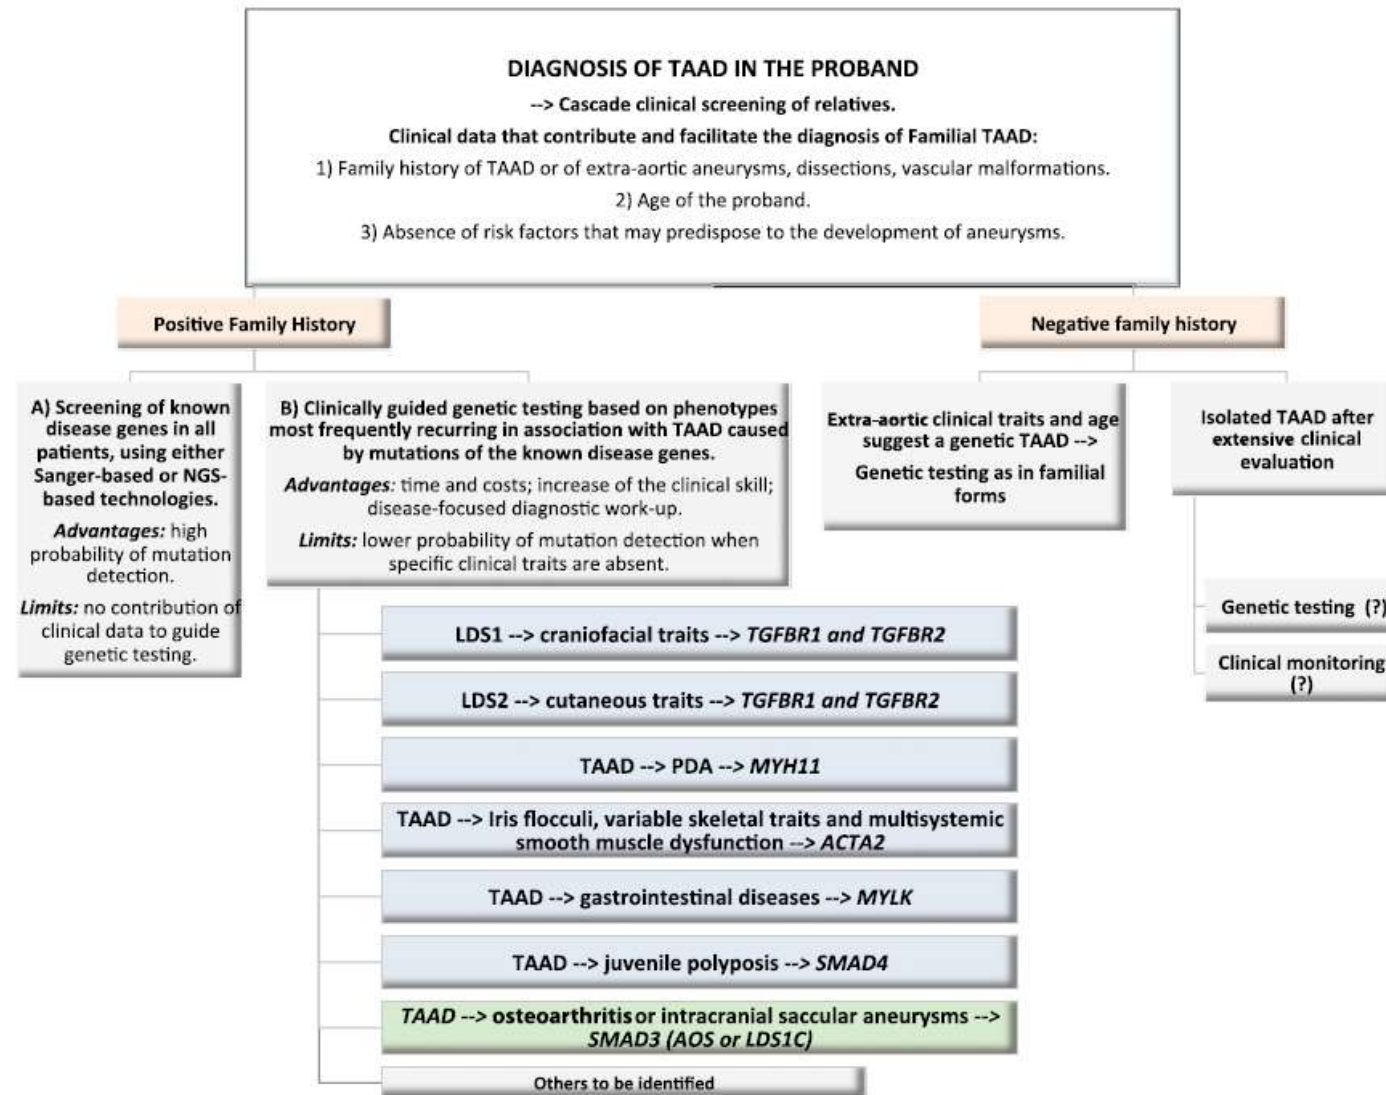 DIAGNOSIS OF TAAD IN THE PROBAND
--> Cascade clinical screening of relatives.
Clinical data that contribute and facilitate the diagnosis of Familial TAAD:
1) Family history of TAAD or of extra-aortic aneurysms, dissections, vascular malformations.
2) Age of the proband.
3) Absence of risk factors that may predispose to the development of aneurysms.
Positive Family History
Negative family history
A) Screening of known
disease genes in all
patients, using either
Sanger-based or NGS-
based technologies.
Advantages: high
probability of mutation
detection.
Limits: no contribution of
clinical data to guide
genetic testing.
B) Clinically guided genetic testing based on phenotypes
most frequently recurring in association with TAAD caused
by mutations of the known disease genes.
Advantages: time and costs; increase of the clinical skill;
disease-focused diagnostic work-up.
Limits: lower probability of mutation detection when
specific clinical traits are absent.
Extra-aortic clinical traits and age
suggest a genetic TAAD -->
Genetic testing as in familial
forms
Isolated TAAD after
extensive clinical
evaluation
Genetic testing (?)
Clinical monitoring
(?)
LDS1 --> craniofacial traits --> TGFBR1 and TGFBR2
LDS2 --> cutaneous traits --> TGFBR1 and TGFBR2
TAAD --> PDA --> MYH11
TAAD --> Iris flocculi, variable skeletal traits and multisystemic
smooth muscle dysfunction --> ACTA2
TAAD --> gastrointestinal diseases --> MYLK
TAAD --> juvenile polyposis --> SMAD4
TAAD --> osteoarthritis or intracranial saccular aneurysms -->
SMAD3 (AOS or LDS1C)
Others to be identified